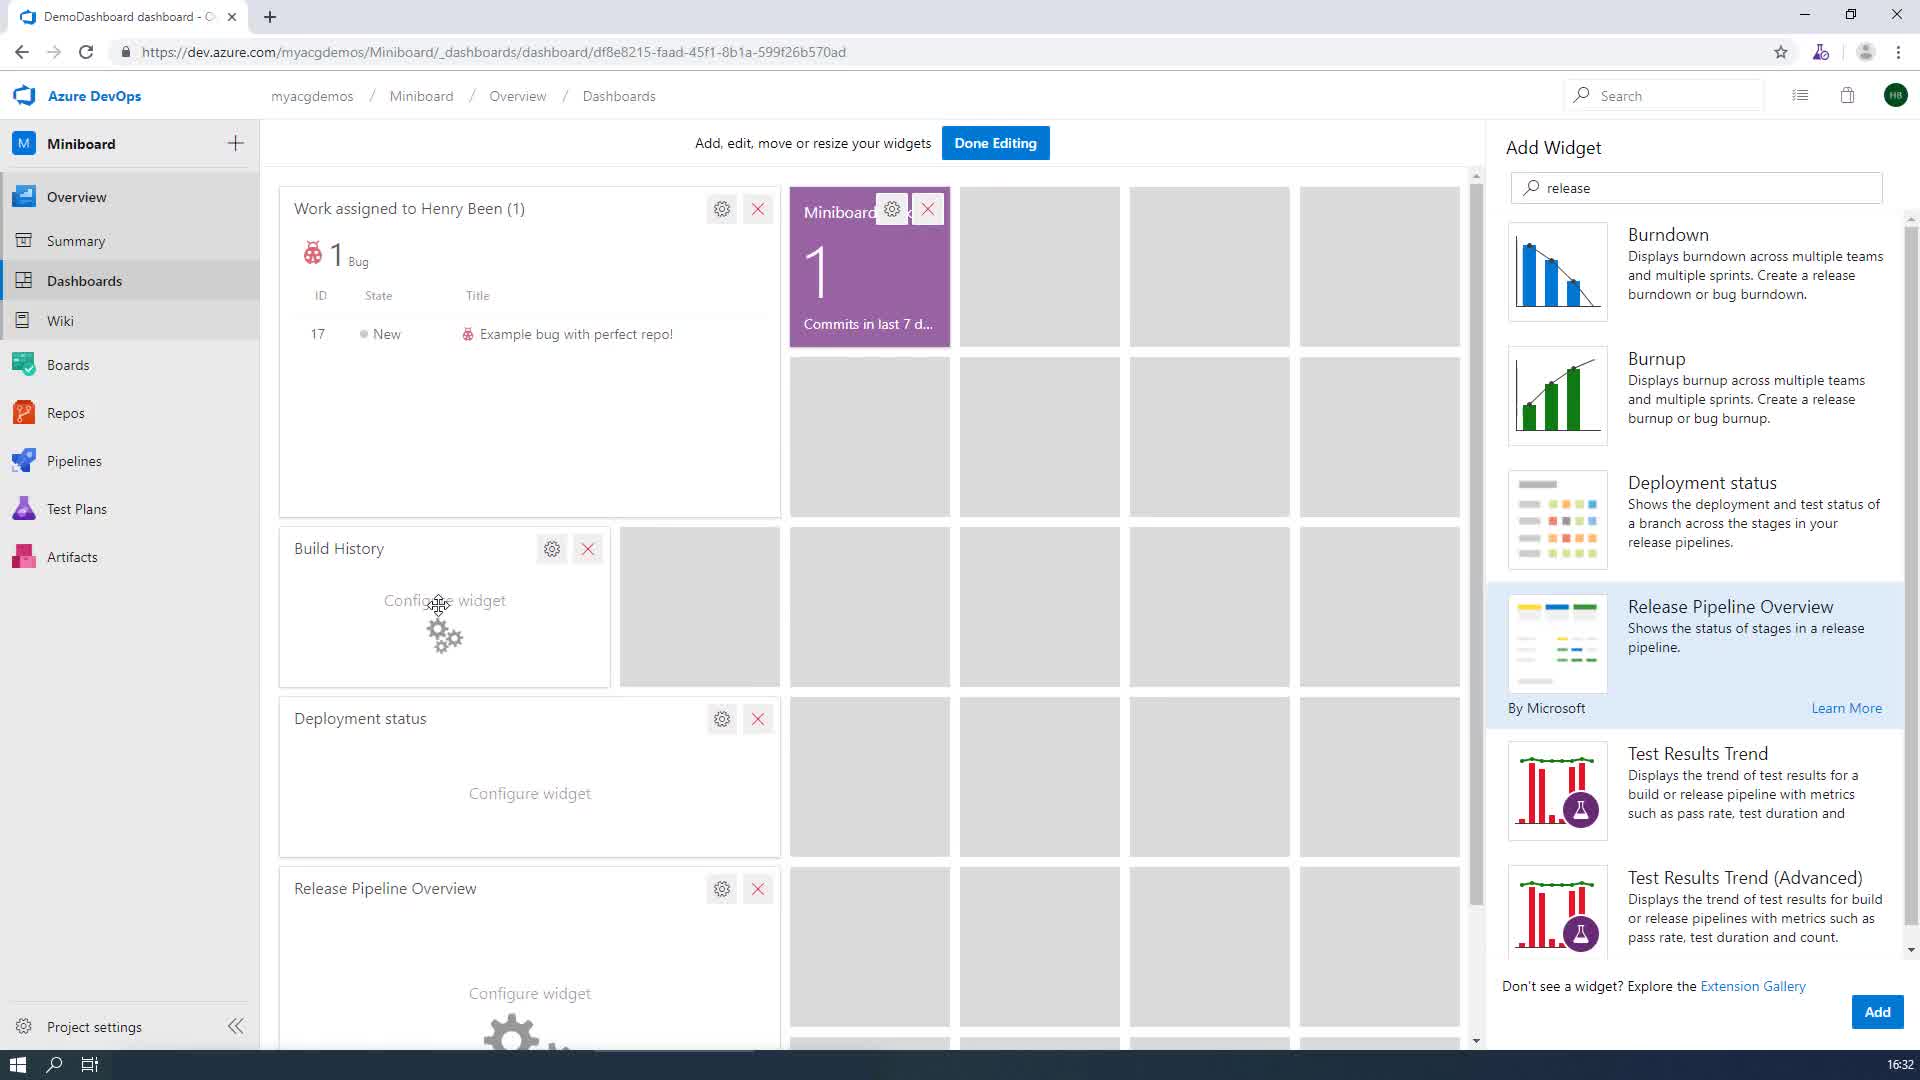 DemoDashboard dashboard - O
https://dev.azure.com/myacgdemos/Miniboard/_dashboards/dashboard/df8e8215-faad-45f1-8b1a-599f26b570ad
Azure DevOps
myacgdemos / Miniboard / Overview / Dashboards
Search
HB
M Miniboard
Overview
Summary
Dashboards
Wiki
Boards
Repos
Pipelines
Test Plans
Artifacts
Project settings
Add, edit, move or resize your widgets Done Editing
Work assigned to Henry Been (1)
1 Bug
ID State Title
17 New Example bug with perfect repo!
Miniboard
1
Commits in last 7 d...
Build History
Configure widget
Deployment status
Configure widget
Release Pipeline Overview
Configure widget
Add Widget
release
Burndown
Displays burndown across multiple teams
and multiple sprints. Create a release
burndown or bug burndown.
Burnup
Displays burnup across multiple teams
and multiple sprints. Create a release
burnup or bug burnup.
Deployment status
Shows the deployment and test status of
a branch across the stages in your
release pipelines.
Release Pipeline Overview
Shows the status of stages in a release
pipeline.
By Microsoft Learn More
Test Results Trend
Displays the trend of test results for a
build or release pipeline with metrics
such as pass rate, test duration and
Test Results Trend (Advanced)
Displays the trend of test results for build
or release pipelines with metrics such as
pass rate, test duration and count.
Don't see a widget? Explore the Extension Gallery
Add
16:32